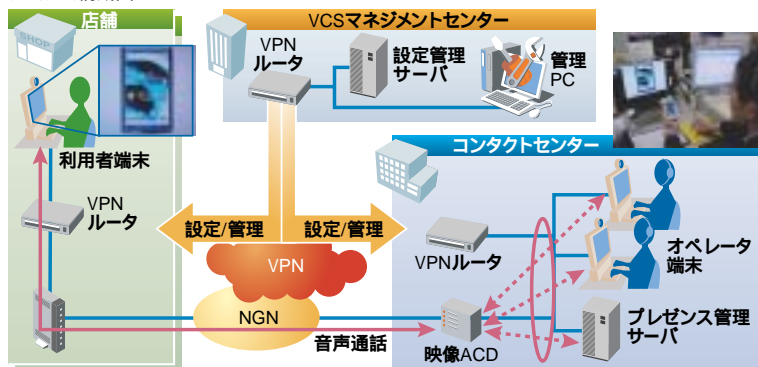 店舗
SHOP
利用者端末
VPN
ルータ
VCSマネジメントセンター
VPN
ルータ
設定管理
サーバ
管理
PC
設定/管理
設定/管理
VPN
NGN
音声通話
コンタクトセンター
VPNルータ
映像ACD
オペレータ
端末
プレゼンス管理
サーバ